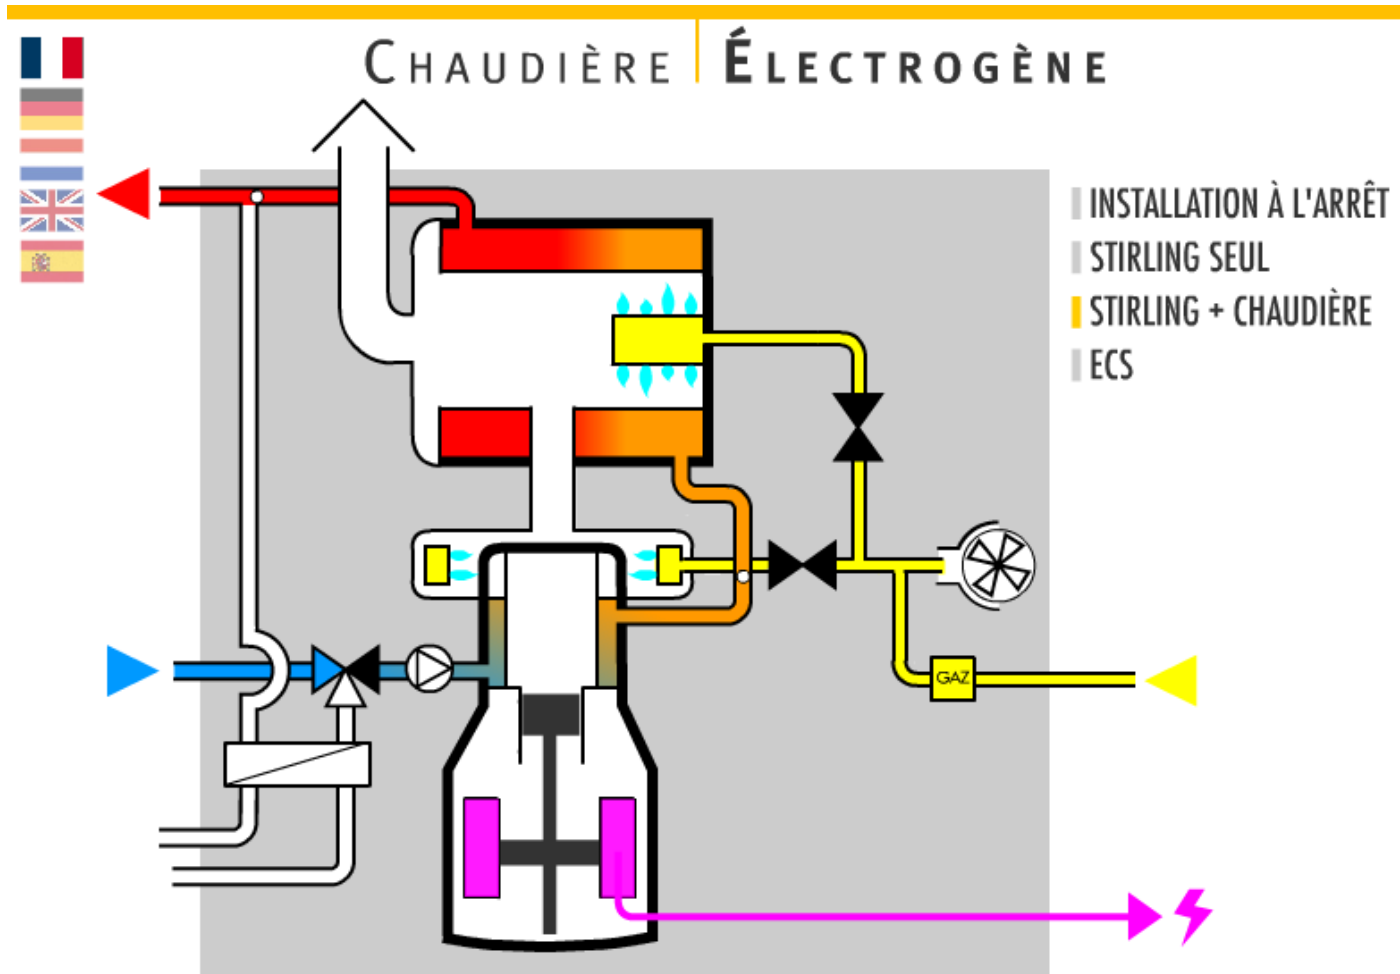 CHAUDIÈRE ÉLECTROGÈNE
INSTALLATION À L'ARRÊT
STIRLING SEUL
STIRLING + CHAUDIÈRE
ECS
GAZ